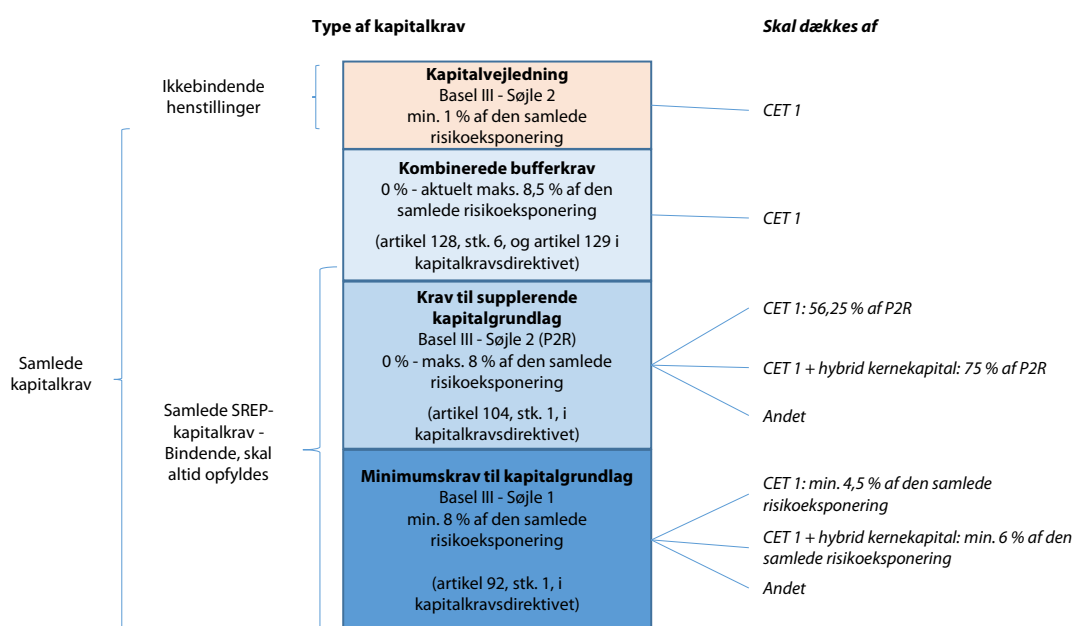 Type af kapitalkrav
Skal dækkes af
Ikkebindende
henstillinger
Kapitalvejledning
Basel III - Søjle 2
min. 1 % af den samlede
risikoeksponering
CET 1
Kombinerede bufferkrav
0 % - aktuelt maks. 8,5 % af den
samlede risikoeksponering
(artikel 128, stk. 6, og artikel 129 i
kapitalkravsdirektivet)
CET 1
Samlede
kapitalkrav
Samlede SREP-
kapitalkrav -
Bindende, skal
altid opfyldes
Krav til supplerende
kapitalgrundlag
Basel III - Søjle 2 (P2R)
0 % - maks. 8 % af den samlede
risikoeksponering
(artikel 104, stk. 1, i
kapitalkravsdirektivet)
CET 1: 56,25 % af P2R
CET 1 + hybrid kernekapital: 75 % af P2R
Andet
Minimumskrav til kapitalgrundlag
Basel III - Søjle 1
min. 8 % af den samlede
risikoeksponering
(artikel 92, stk. 1, i
kapitalkravsdirektivet)
CET 1: min. 4,5 % af den samlede
risikoeksponering
CET 1 + hybrid kernekapital: min. 6 % af den
samlede risikoeksponering
Andet